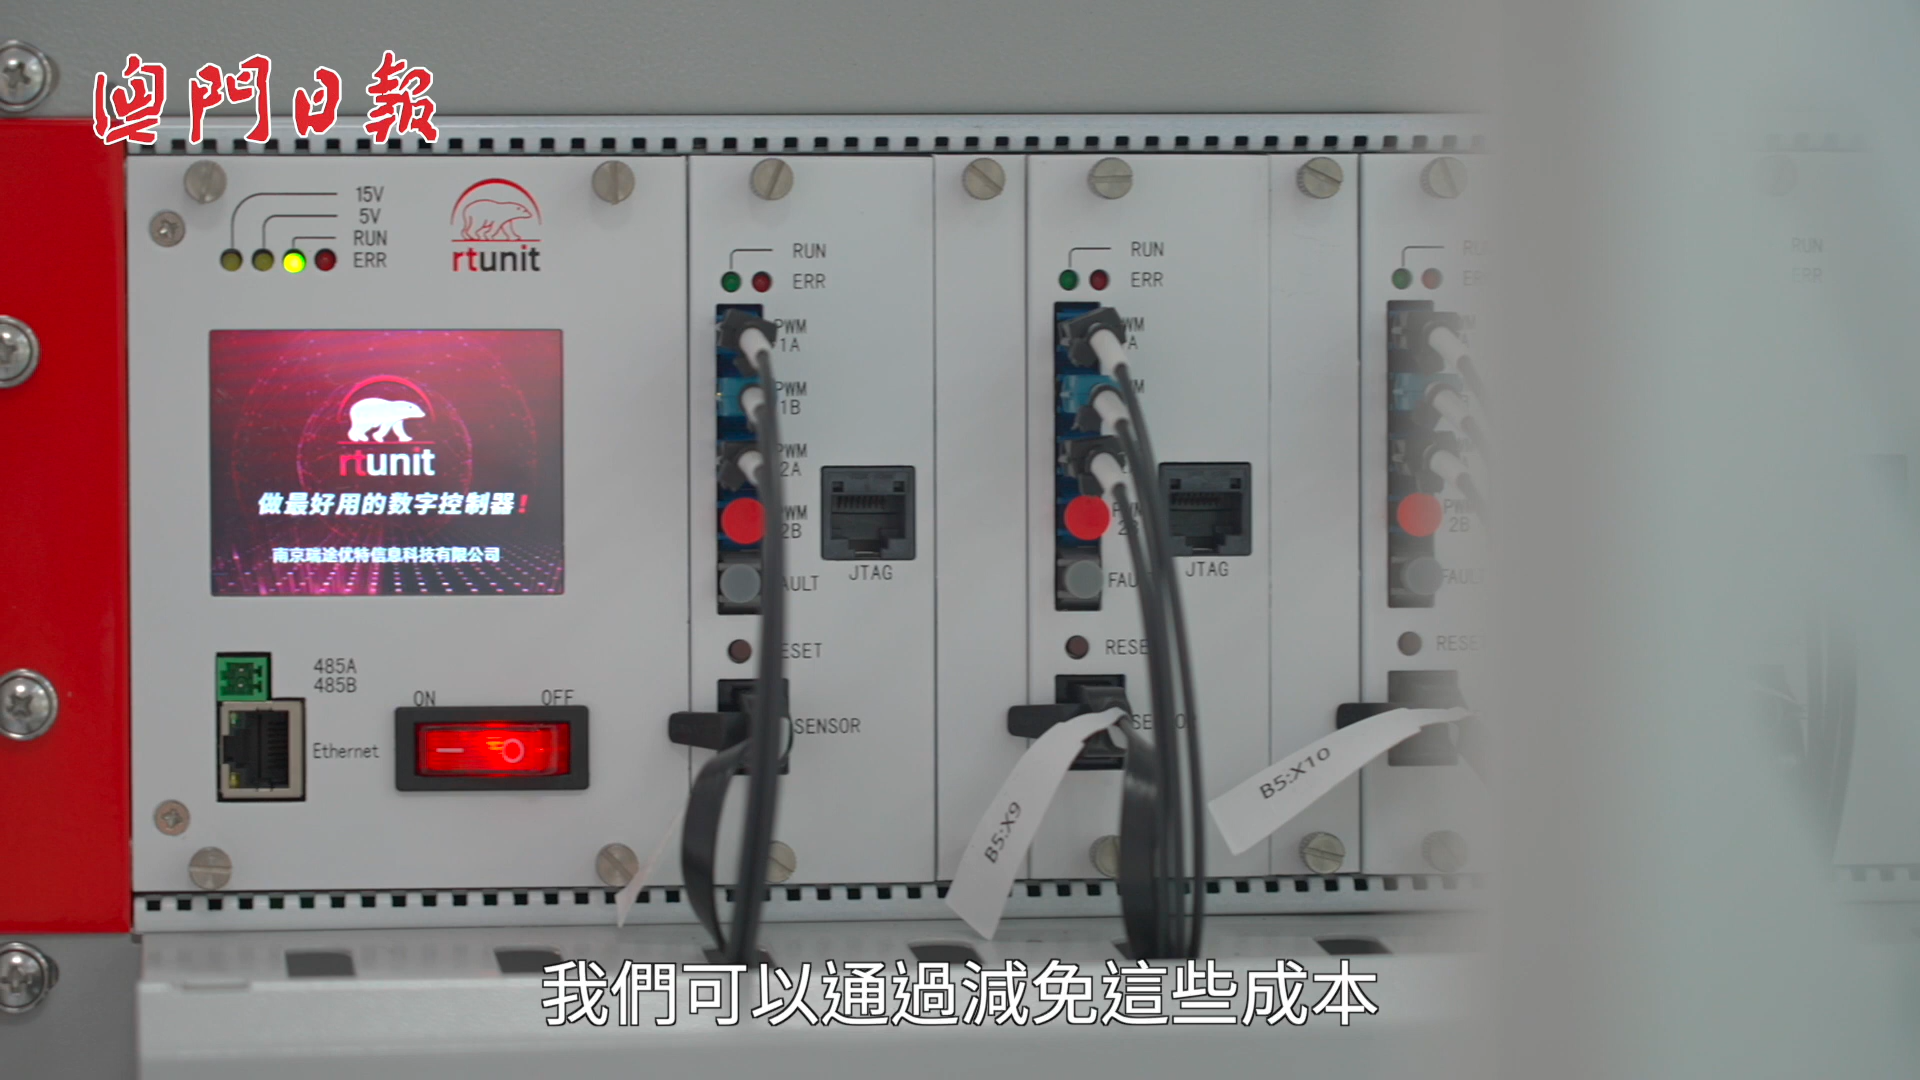 澳門日報
15V
5V
RUN
ERR
rtunit
rtunit
做最好用的数字控制器!
南京瑞途优特信息科技有限公司
485A
485B
Ethernet
ON
OFF
RUN
ERR
PWM
1A
PWM
1B
PWM
2A
PWM
2B
JTAG
SENSOR
RUN
ERR
JTAG
B5:X9
RUN
ERR
2B
B5:X10
我們可以通過減免這些成本